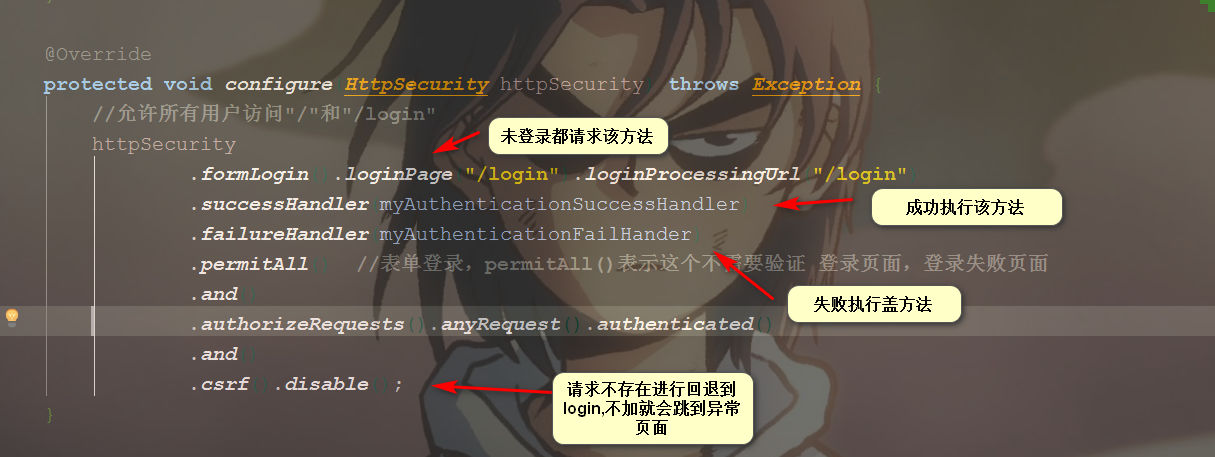 @Override
protected void configure HttpSecurity httpSecurity throws Exception {
//允许所有用户访问"/"和"/login"
httpSecurity
未登录都请求该方法
.formLogin().loginPage "/login" .loginProcessingUrl "/login")
.successHandler(myAuthenticationSuccessHandler)
成功执行该方法
.failureHandler(myAuthenticationFailHander)
.permitAll() //表单登录，permitAll()表示这个不需要验证 登录页面，登录失败页面
.and()
失败执行盖方法
.authorizeRequests().anyRequest().authenticated()
.and()
.csrf().disable();
请求不存在进行回退到
login,不加就会跳到异常
页面
}